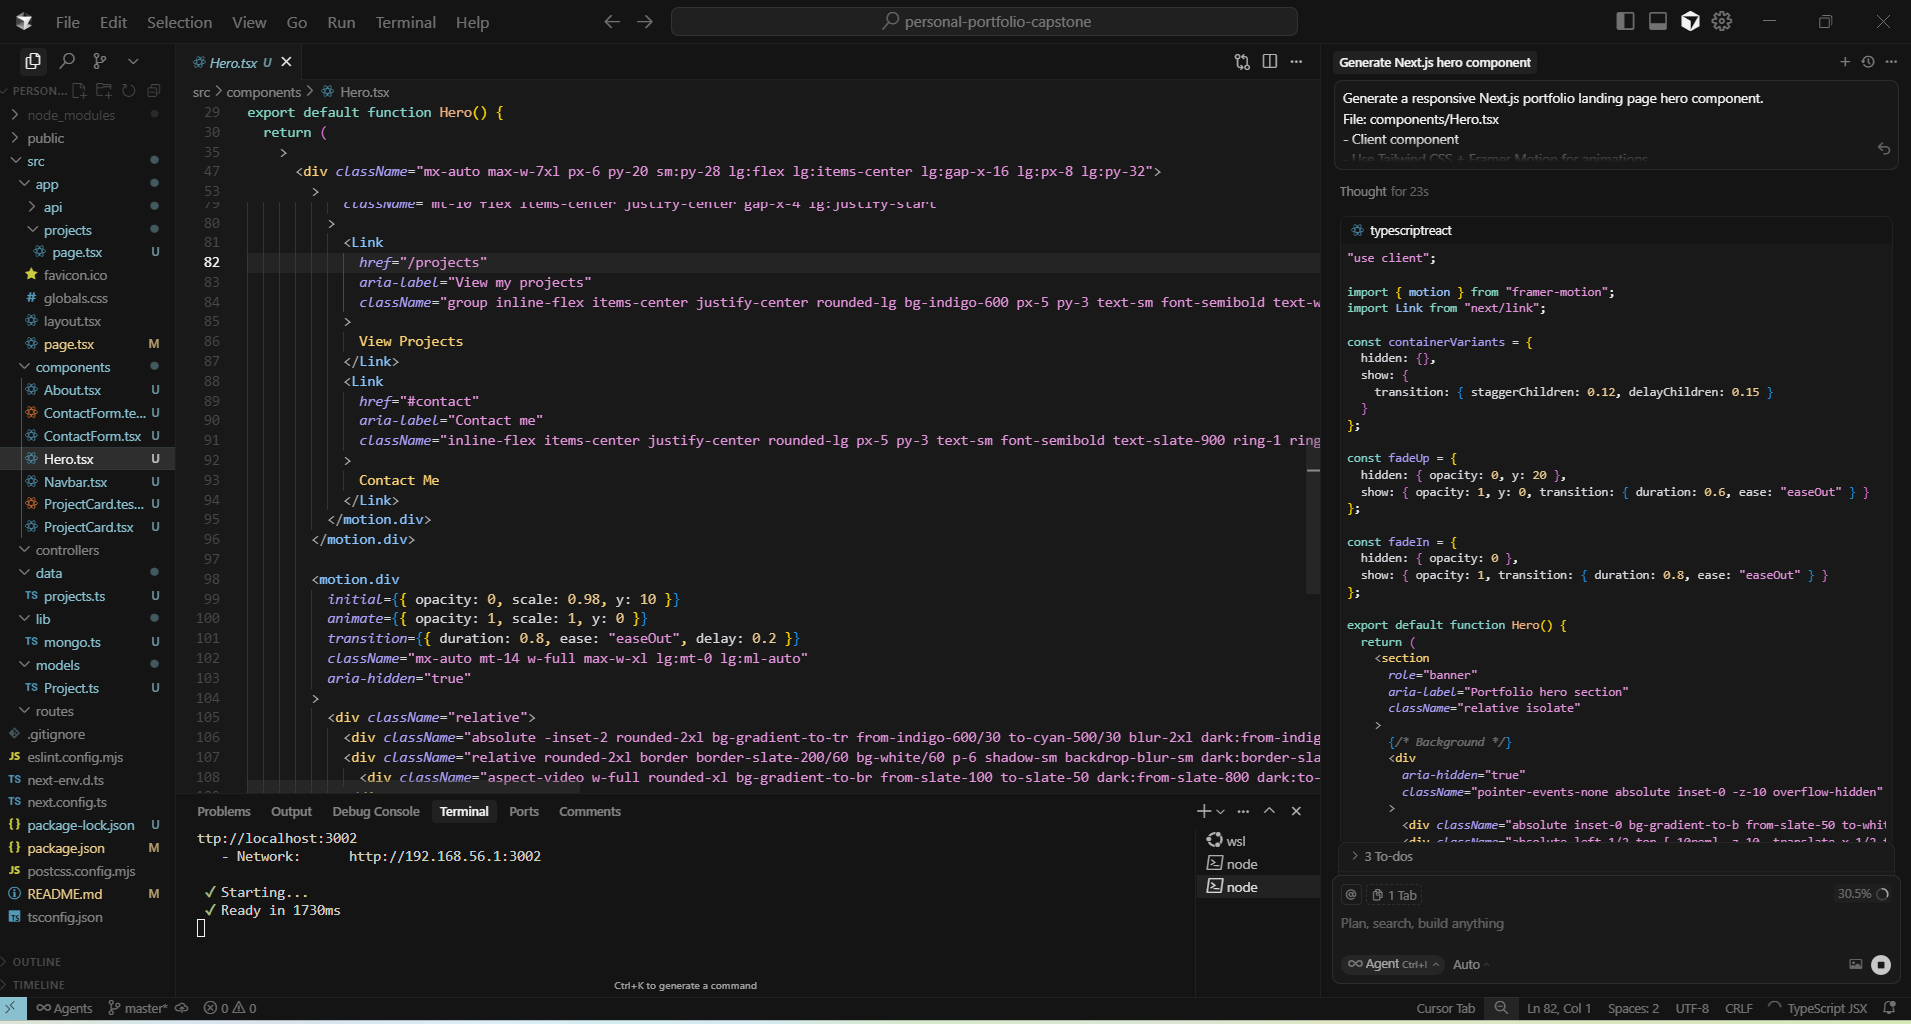 File Edit Selection View Go Run Terminal Help
personal-portfolio-capstone
PERSON...
node_modules
public
src
app
api
projects
page.tsx U
favicon.ico
# globals.css
layout.tsx
page.tsx M
components
About.tsx U
ContactForm.te... U
ContactForm.tsx U
Hero.tsx U
Navbar.tsx U
ProjectCard.tes... U
ProjectCard.tsx U
controllers
data
TS projects.ts U
lib
TS mongo.ts U
models
TS Project.ts U
routes
.gitignore
JS eslint.config.mjs
TS next-env.d.ts
TS next.config.ts
{} package-lock.json U
{} package.json M
JS postcss.config.mjs
README.md M
tsconfig.json
OUTLINE
TIMELINE
Hero.tsx U
src > components > Hero.tsx
29 export default function Hero() {
30 return (
35 >
47 <div className="mx-auto max-w-7xl px-6 py-20 sm:py-28 lg:flex lg:items-center lg:gap-x-16 lg:px-8 lg:py-32">
53 >
79 className="mt-10 flex items-center justify-center gap-x-4 lg:justify-start
80 >
81 <Link
82 href="/projects"
83 aria-label="View my projects"
84 className="group inline-flex items-center justify-center rounded-lg bg-indigo-600 px-5 py-3 text-sm font-semibold text-w
85 >
86 View Projects
87 </Link>
88 <Link
89 href="#contact"
90 aria-label="Contact me"
91 className="inline-flex items-center justify-center rounded-lg px-5 py-3 text-sm font-semibold text-slate-900 ring-1 ring
92 >
93 Contact Me
94 </Link>
95 </motion.div>
96 </motion.div>
97
98 <motion.div
99 initial={{ opacity: 0, scale: 0.98, y: 10 }}
100 animate={{ opacity: 1, scale: 1, y: 0 }}
101 transition={{ duration: 0.8, ease: "easeOut", delay: 0.2 }}
102 className="mx-auto mt-14 w-full max-w-xl lg:mt-0 lg:ml-auto"
103 aria-hidden="true"
104 >
105 <div className="relative">
106 <div className="absolute -inset-2 rounded-2xl bg-gradient-to-tr from-indigo-600/30 to-cyan-500/30 blur-2xl dark:from-indig
107 <div className="relative rounded-2xl border border-slate-200/60 bg-white/60 p-6 shadow-sm backdrop-blur-sm dark:border-sla
108 <div className="aspect-video w-full rounded-xl bg-gradient-to-br from-slate-100 to-slate-50 dark:from-slate-800 dark:to-
Problems Output Debug Console Terminal Ports Comments
ttp://localhost:3002
- Network: http://192.168.56.1:3002
✓ Starting...
✓ Ready in 1730ms
Ctrl+K to generate a command
wsl
node
node
Generate Next.js hero component
Generate a responsive Next.js portfolio landing page hero component.
File: components/Hero.tsx
- Client component
- Use Tailwind CSS + Framer Motion for animations
Thought for 23s
typescriptreact
"use client";
import { motion } from "framer-motion";
import Link from "next/link";
const containerVariants = {
hidden: {},
show: {
transition: { staggerChildren: 0.12, delayChildren: 0.15 }
}
};
const fadeUp = {
hidden: { opacity: 0, y: 20 },
show: { opacity: 1, y: 0, transition: { duration: 0.6, ease: "easeOut" } }
};
const fadeIn = {
hidden: { opacity: 0 },
show: { opacity: 1, transition: { duration: 0.8, ease: "easeOut" } }
};
export default function Hero() {
return (
<section
role="banner"
aria-label="Portfolio hero section"
className="relative isolate"
>
{/* Background */}
<div
aria-hidden="true"
className="pointer-events-none absolute inset-0 -z-10 overflow-hidden"
>
<div className="absolute inset-0 bg-gradient-to-b from-slate-50 to-whit
3 To-dos
@ 1 Tab 30.5%
Plan, search, build anything
Agent Ctrl+I Auto
Agents master* 0 0
Cursor Tab Ln 82, Col 1 Spaces: 2 UTF-8 CRLF TypeScript JSX